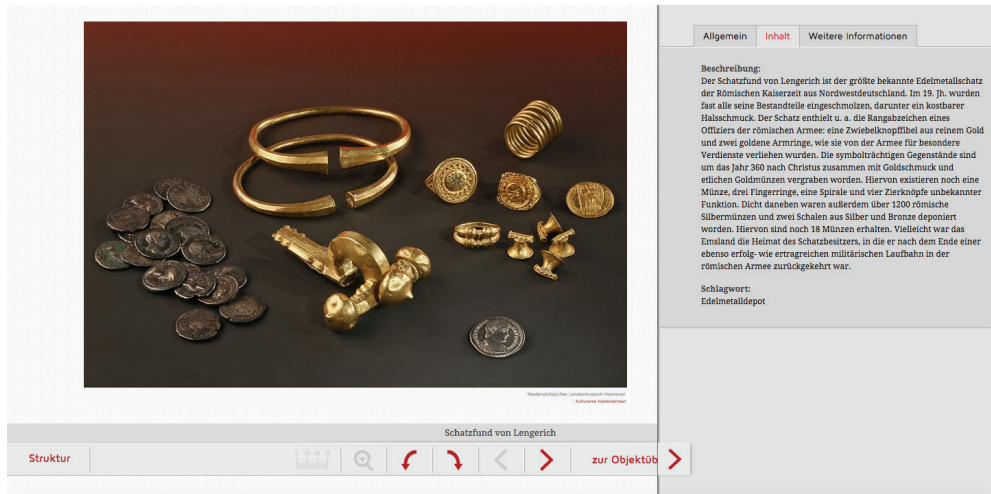 Allgemein
Inhalt
Weitere Informationen
Beschreibung:
Der Schatzfund von Lengerich ist der größte bekannte Edelmetallschatz
der Römischen Kaiserzeit aus Nordwestdeutschland. Im 19. Jh. wurden
fast alle seine Bestandteile eingeschmolzen, darunter ein kostbarer
Halsschmuck. Der Schatz enthielt u. a. die Rangabzeichen eines
Offiziers der römischen Armee: eine Zwiebelknopffibel aus reinem Gold
und zwei goldene Armringe, wie sie von der Armee für besondere
Verdienste verliehen wurden. Die symbolträchtigen Gegenstände sind
um das Jahr 360 nach Christus zusammen mit Goldschmuck und
etlichen Goldmünzen vergraben worden. Hiervon existieren noch eine
Münze, drei Fingerringe, eine Spirale und vier Zierknöpfe unbekannter
Funktion. Dicht daneben waren außerdem über 1200 römische
Silbermünzen und zwei Schalen aus Silber und Bronze deponiert
worden. Hiervon sind noch 18 Münzen erhalten. Vielleicht war das
Emsland die Heimat des Schatzbesitzers, in die er nach dem Ende einer
ebenso erfolg- wie ertragreichen militärischen Laufbahn in der
römischen Armee zurückgekehrt war.
Schlagwort:
Edelmetalldepot
Niedersächsisches Landesmuseum Hannover
Kulturerbe Niedersachsen
Schatzfund von Lengerich
Struktur
zur Objektüb